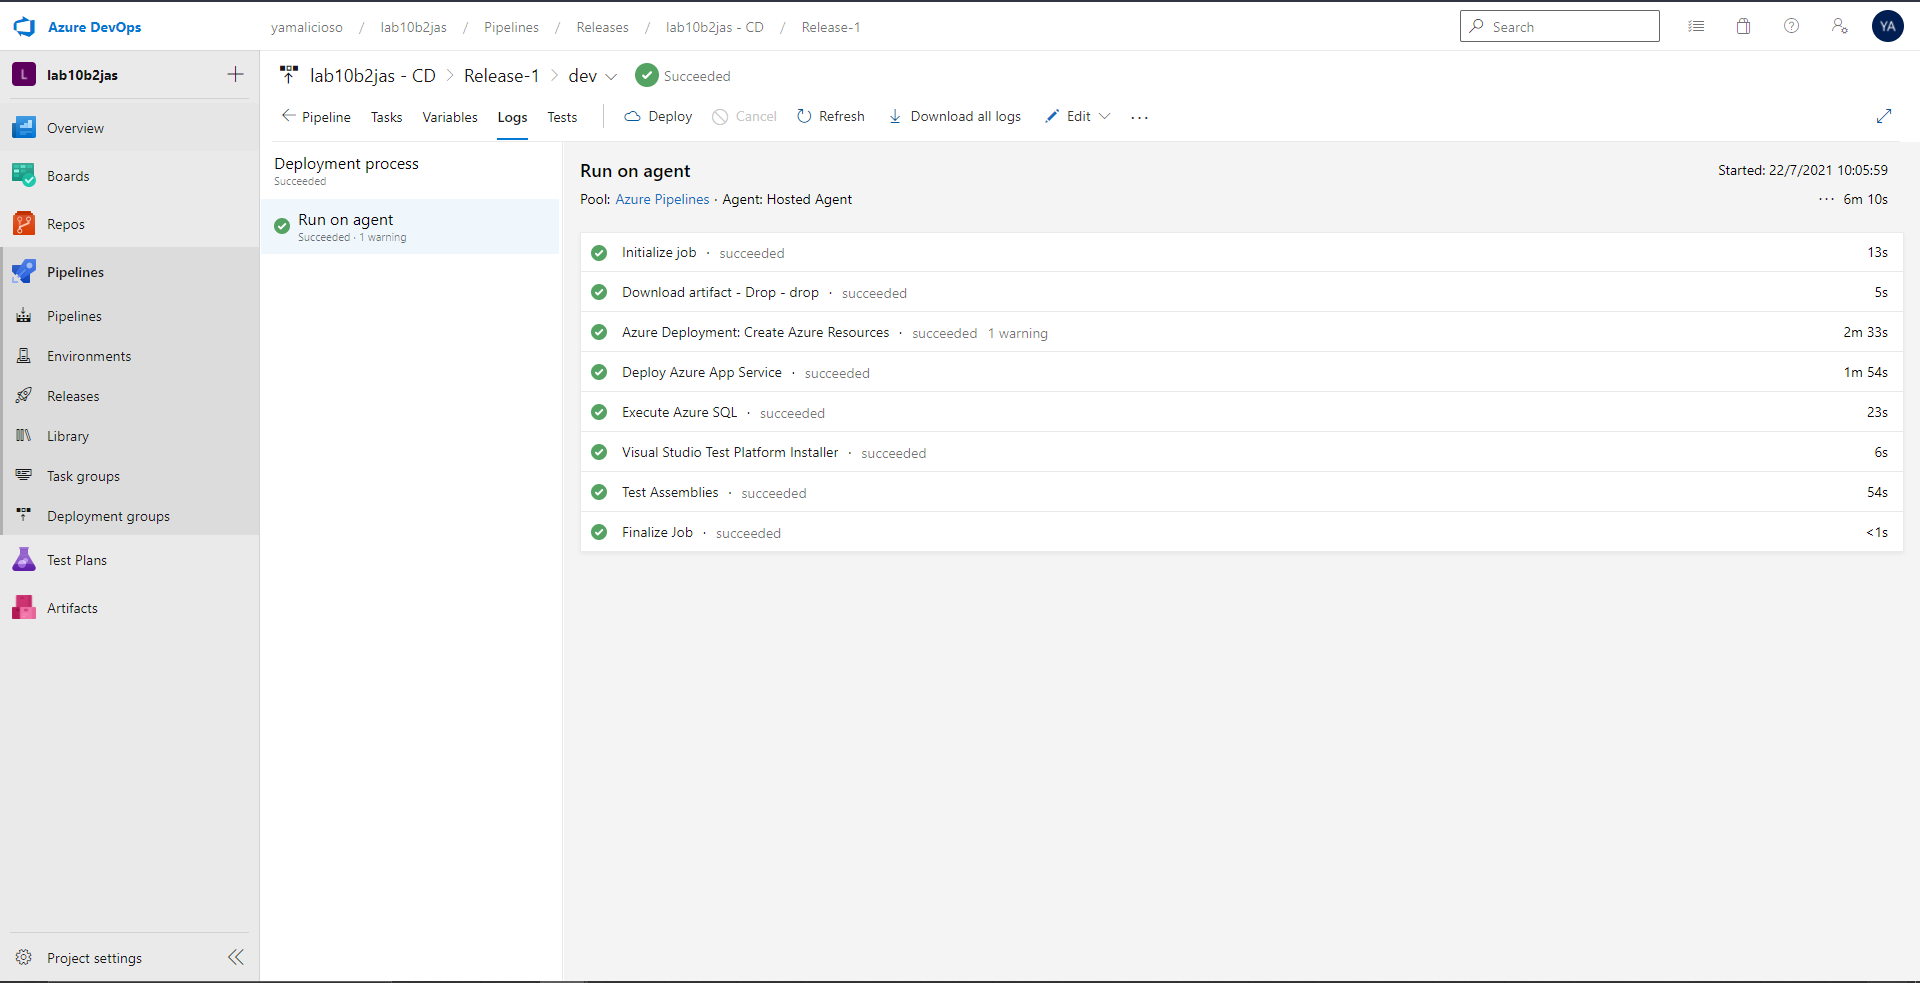 Azure DevOps
yamalicioso / lab10b2jas / Pipelines / Releases / lab10b2jas - CD / Release-1
Search
YA
L
lab10b2jas
Overview
Boards
Repos
Pipelines
Pipelines
Environments
Releases
Library
Task groups
Deployment groups
Test Plans
Artifacts
Project settings
lab10b2jas - CD > Release-1 > dev Succeeded
Pipeline Tasks Variables Logs Tests Deploy Cancel Refresh Download all logs Edit ...
Deployment process
Succeeded
Run on agent
Succeeded · 1 warning
Run on agent
Started: 22/7/2021 10:05:59
Pool: Azure Pipelines · Agent: Hosted Agent
... 6m 10s
Initialize job · succeeded 13s
Download artifact - Drop - drop · succeeded 5s
Azure Deployment: Create Azure Resources · succeeded 1 warning 2m 33s
Deploy Azure App Service · succeeded 1m 54s
Execute Azure SQL · succeeded 23s
Visual Studio Test Platform Installer · succeeded 6s
Test Assemblies · succeeded 54s
Finalize Job · succeeded <1s